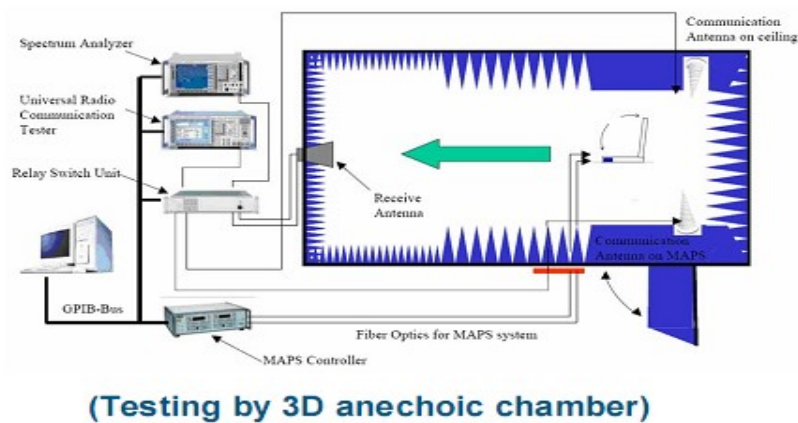 Communication
Antenna on ceiling
Spectrum Analyzer
Universal Radio
Communication
Tester
Relay Switch Unit
Receive
Antenna
Communication
Antenna on MAPS
GPIB-Bus
Fiber Optics for MAPS system
MAPS Controller
(Testing by 3D anechoic chamber)